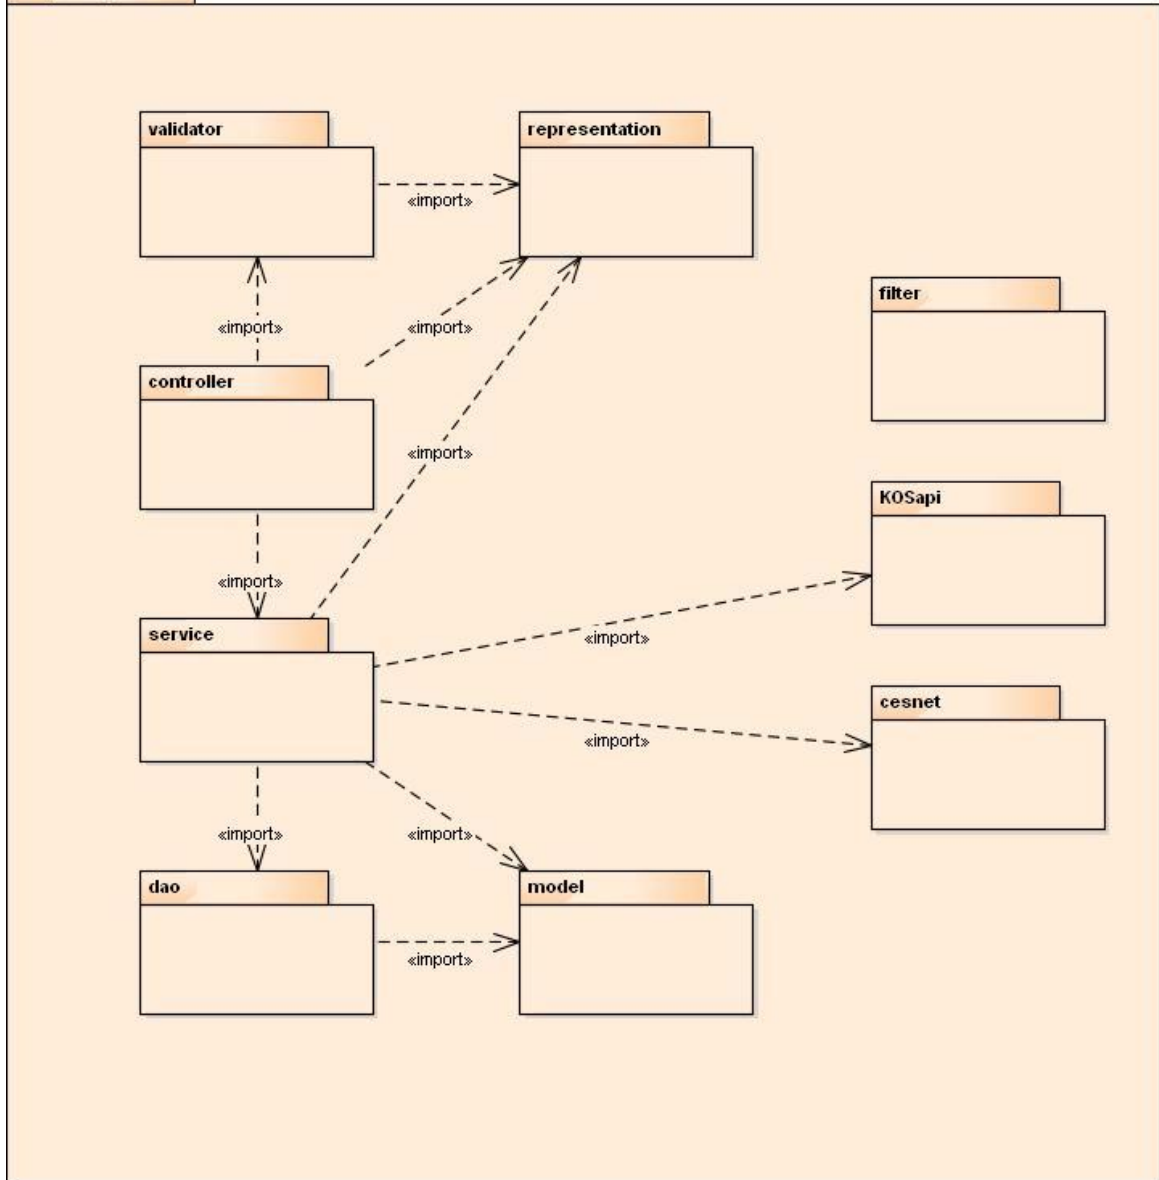 validator
representation
«import»
filter
«import»
«import»
controller
«import»
KOSapi
«import»
service
«import»
cesnet
«import»
«import»
«import»
dao
model
«import»